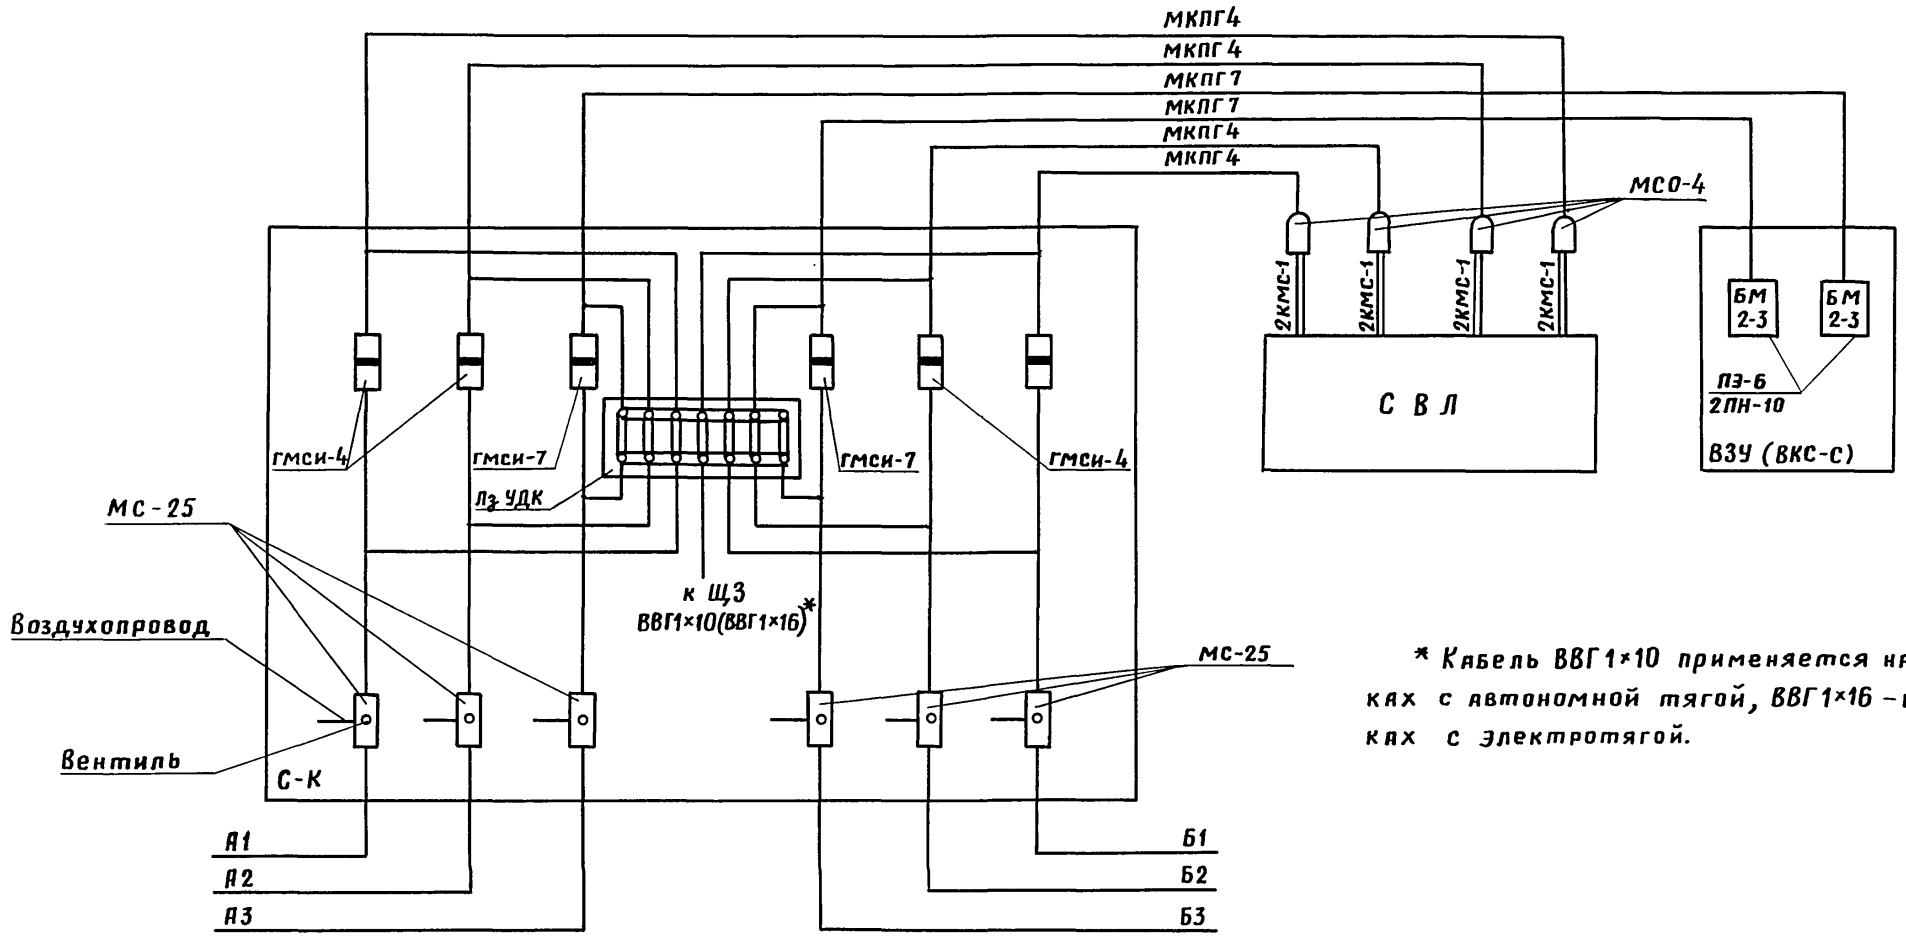 МКПГ4
МКПГ4
МКПГ7
МКПГ7
МКПГ4
МКПГ4
МСО-4
2КМС-1
2КМС-1
2КМС-1
2КМС-1
БМ
2-3
БМ
2-3
ПЭ-6
2ПН-10
ВЗУ (ВКС-С)
СВЛ
ГМСИ-4
ГМСИ-7
ГМСИ-7
ГМСИ-4
Лз УДК
МС-25
к ЩЗ
ВВГ1×10(ВВГ1×16)*
Воздухопровод
МС-25
Вентиль
С-К
А1
А2
А3
Б1
Б2
Б3
* Кабель ВВГ1×10 применяется
ках с автономной тягой, ВВГ1×16 –
ках с электротягой.